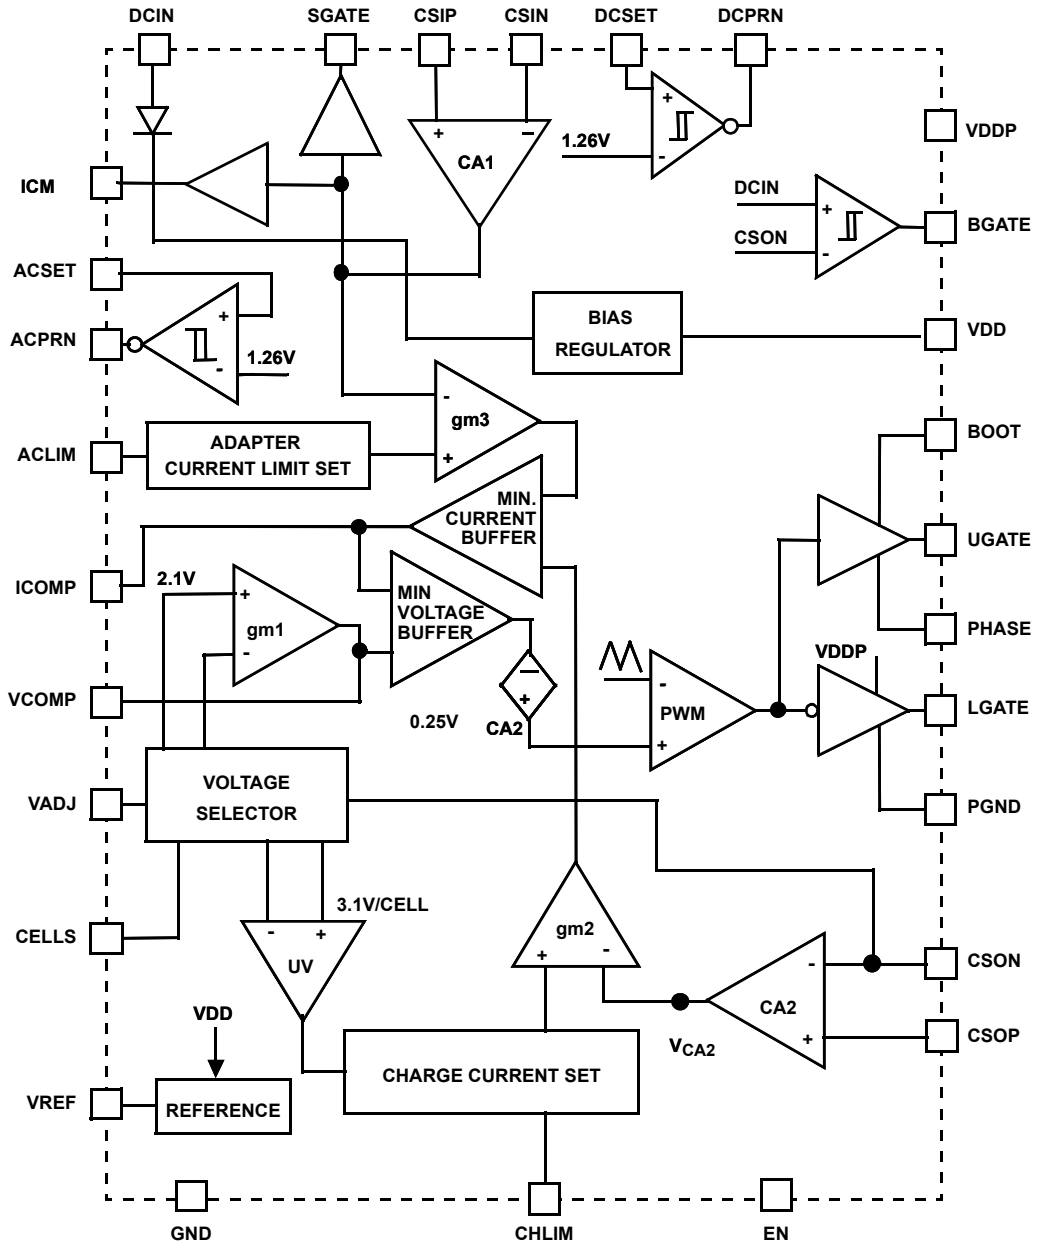 DCIN SGATE CSIP CSIN DCSET DCPRN
+
VDDP
1.26V
+ −
CA1
-
ICM
DCIN
+
BGATE
CSON
-
ACSET
+
BIAS
REGULATOR
VDD
ACPRN
1.26V
-
-
gm3
+
BOOT
ACLIM
ADAPTER
CURRENT LIMIT SET
MIN.
CURRENT
BUFFER
UGATE
ICOMP
2.1V
+
gm1
-
MIN
VOLTAGE
BUFFER
PHASE
VDDP
−
+
CA2
0.25V
-
PWM
+
VCOMP
LGATE
VADJ
VOLTAGE
SELECTOR
PGND
3.1V/CELL
- +
UV
CELLS
gm2
+ -
-
CA2
+
CSON
CSOP
VCA2
VDD
CHARGE CURRENT SET
VREF
REFERENCE
GND CHLIM EN